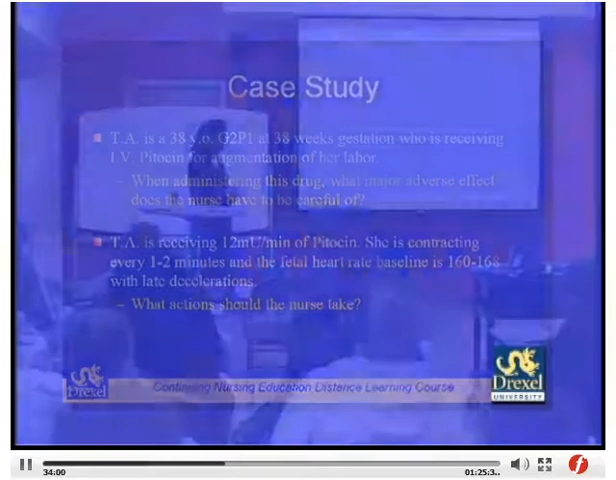 Case Study
T.A. is a 38 y.o. G2P1 at 38 weeks gestation who is receiving
I.V. Pitocin for augmentation of her labor.
– When administering this drug, what major adverse effect
does the nurse have to be careful of?
T.A. is receiving 12mU/min of Pitocin. She is contracting
every 1-2 minutes and the fetal heart rate baseline is 160-168
with late decelerations.
– What actions should the nurse take?
Drexel
Continuing Nursing Education Distance Learning Course
Drexel
UNIVERSITY
34:00
01:25:3..